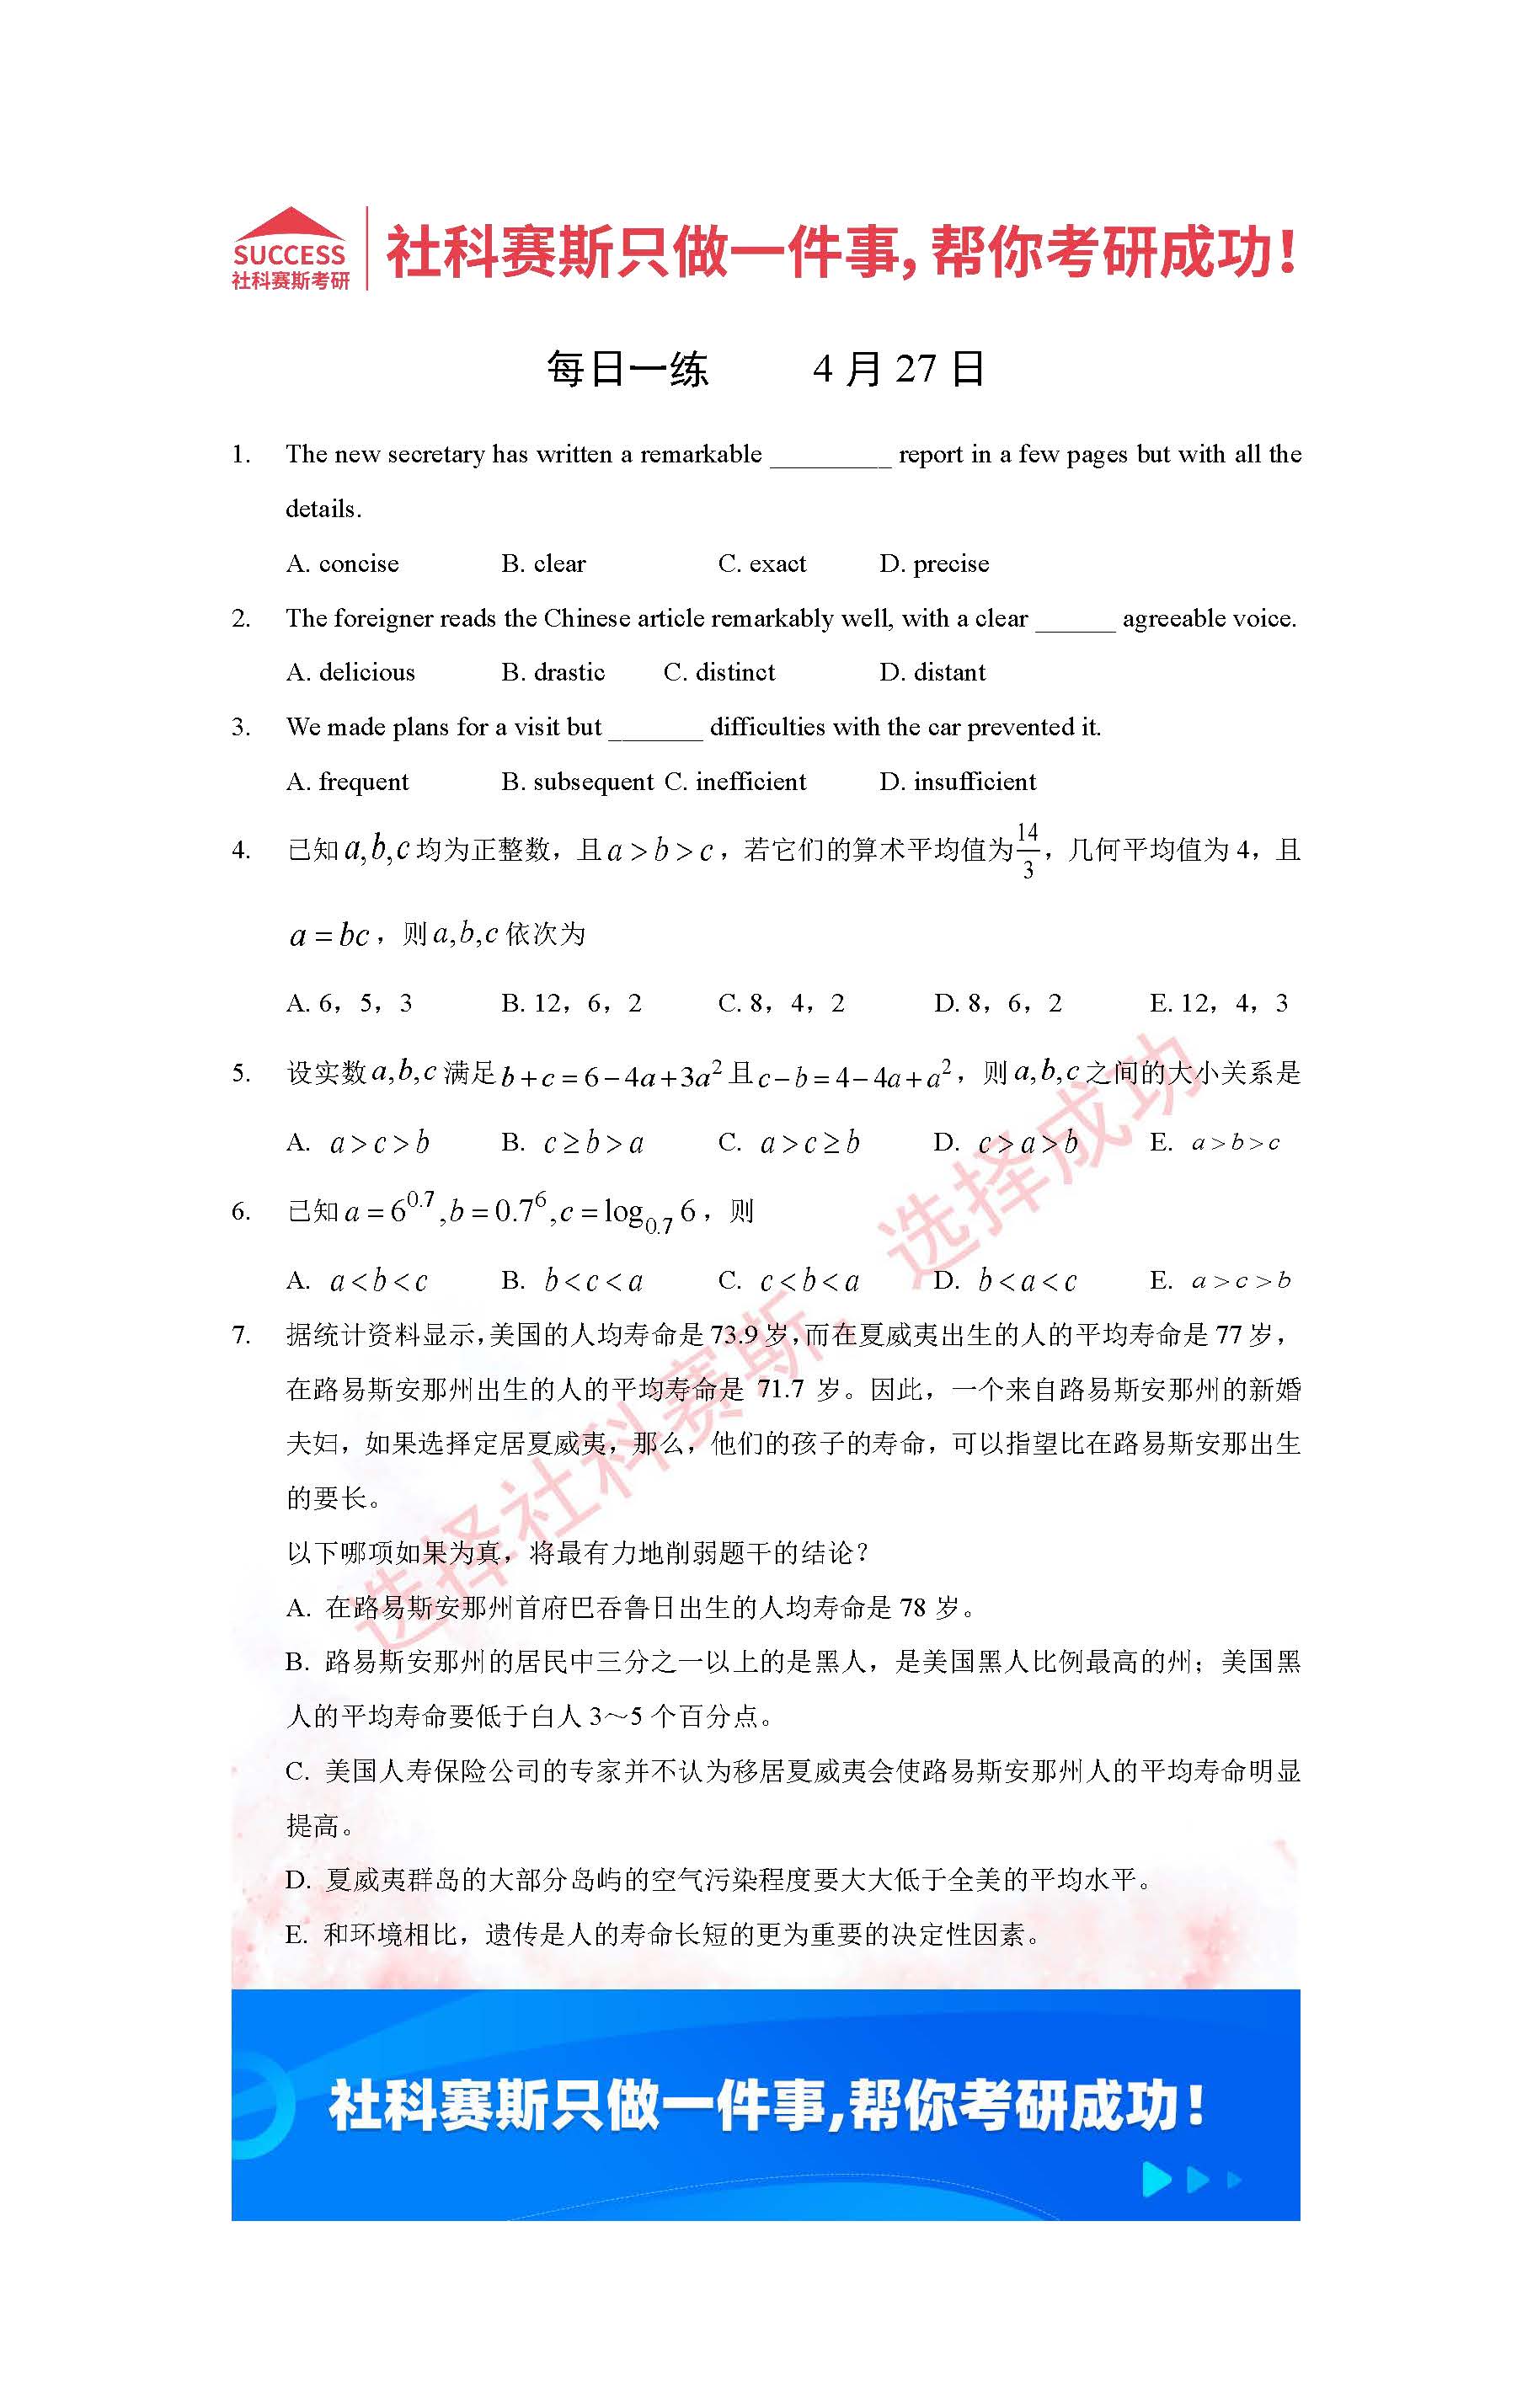 SUCCESS
社科赛斯考研
社科赛斯只做一件事，帮你考研成功！
每日一练 4 月 27 日
1. The new secretary has written a remarkable _________ report in a few pages but with all the
details.
A. concise B. clear C. exact D. precise
2. The foreigner reads the Chinese article remarkably well, with a clear ______ agreeable voice.
A. delicious B. drastic C. distinct D. distant
3. We made plans for a visit but _______ difficulties with the car prevented it.
A. frequent B. subsequent C. inefficient D. insufficient
4. 已知 a,b,c 均为正整数，且 a>b>c，若它们的算术平均值为 14/3，几何平均值为 4，且
a=bc，则 a,b,c 依次为
A. 6，5，3 B. 12，6，2 C. 8，4，2 D. 8，6，2 E. 12，4，3
5. 设实数 a,b,c 满足 b+c=6−4a+3a² 且 c−b=4−4a+a²，则 a,b,c 之间的大小关系是
A. a>c>b B. c≥b>a C. a>c≥b D. c>a>b E. a>b>c
6. 已知 a=6^0.7,b=0.7^6,c=log_0.7 6，则
A. a<b<c B. b<c<a C. c<b<a D. b<a<c E. a>c>b
7. 据统计资料显示，美国的人均寿命是 73.9 岁，而在夏威夷出生的人的平均寿命是 77 岁，
在路易斯安那州出生的人的平均寿命是 71.7 岁。因此，一个来自路易斯安那州的新婚
夫妇，如果选择定居夏威夷，那么，他们的孩子的寿命，可以指望比在路易斯安那出生
的要长。
以下哪项如果为真，将最有力地削弱题干的结论？
A. 在路易斯安那州首府巴吞鲁日出生的人均寿命是 78 岁。
B. 路易斯安那州的居民中三分之一以上的是黑人，是美国黑人比例最高的州；美国黑
人的平均寿命要低于白人 3～5 个百分点。
C. 美国人寿保险公司的专家并不认为移居夏威夷会使路易斯安那州人的平均寿命明显
提高。
D. 夏威夷群岛的大部分岛屿的空气污染程度要大大低于全美的平均水平。
E. 和环境相比，遗传是人的寿命长短的更为重要的决定性因素。
选择社科赛斯，选择成功
社科赛斯只做一件事,帮你考研成功！